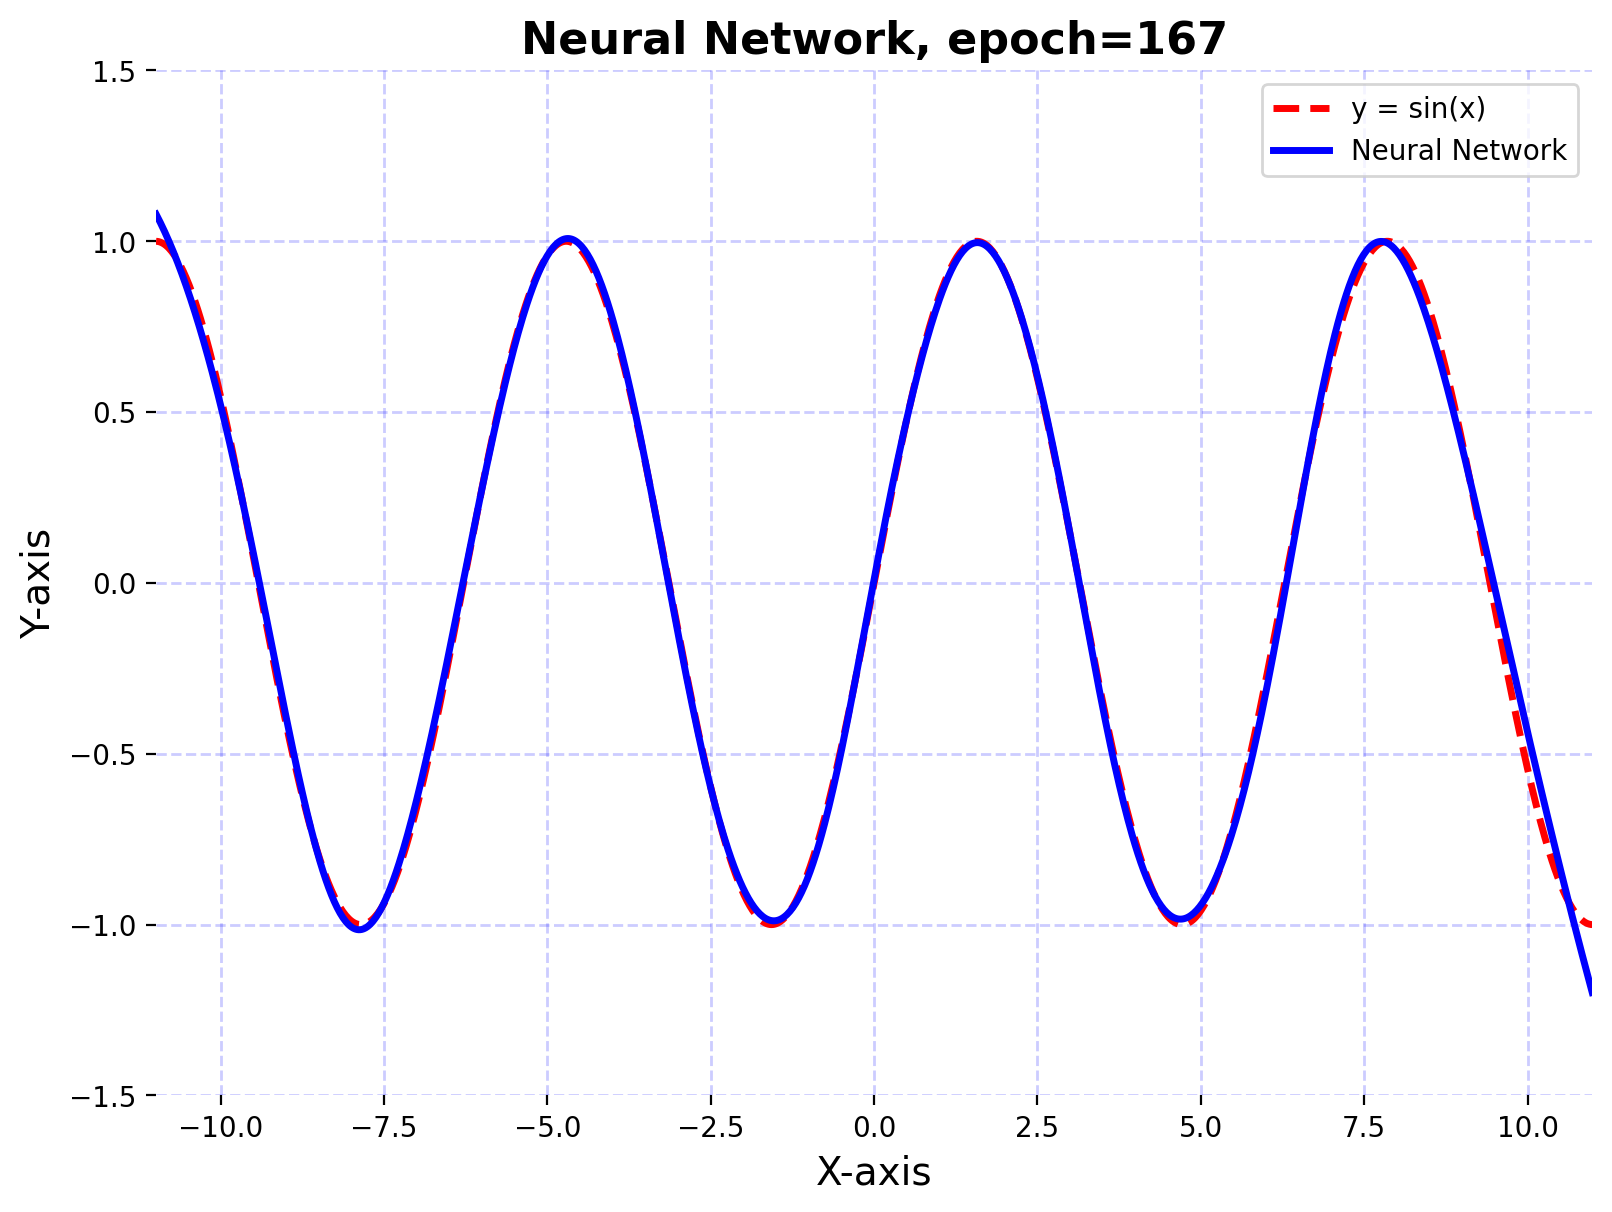 Neural Network, epoch=167
1.5
y = sin(x)
Neural Network
1.0
0.5
0.0
−0.5
−1.0
−1.5
Y-axis
−10.0 −7.5 −5.0 −2.5 0.0 2.5 5.0 7.5 10.0
X-axis